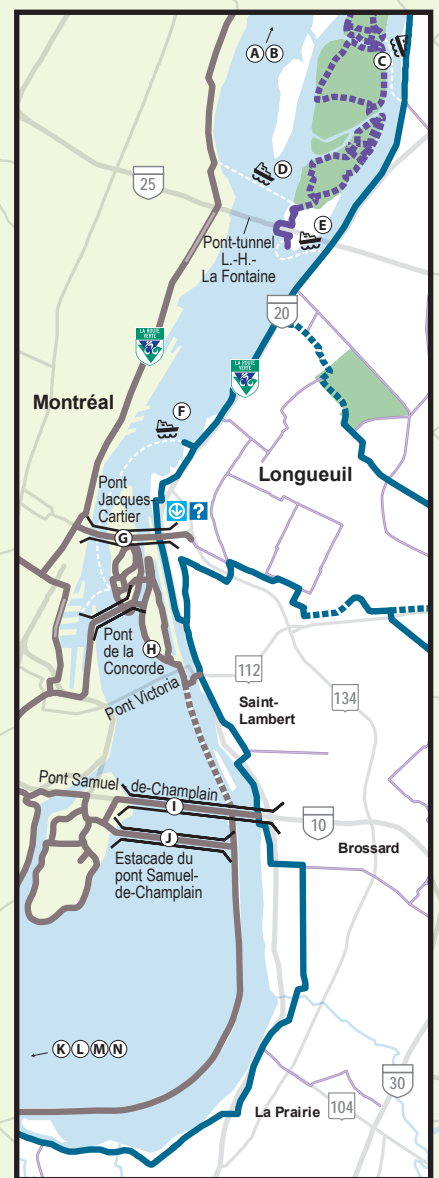 A B
C
D
25
E
Pont-tunnel
L.-H.-
La Fontaine
20
LA ROUTE
VERTE
LA ROUTE
VERTE
Montréal
F
Longueuil
Pont
Jacques-
Cartier
?
G
Pont
de la
Concorde
H
112
Pont Victoria
134
Saint-
Lambert
Pont Samuel de-Champlain
I
10
J
Brossard
Estacade du
pont Samuel-
de-Champlain
K L M N
30
La Prairie
104